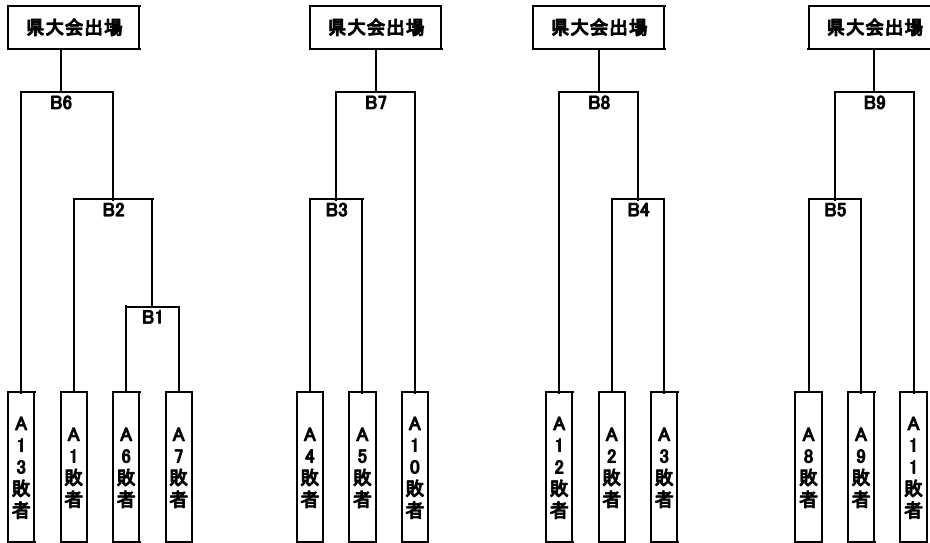 県大会出場
県大会出場
県大会出場
県大会出場
B6
B7
B8
B9
B2
B3
B4
B5
B1
A13敗者
A1敗者
A6敗者
A7敗者
A4敗者
A5敗者
A10敗者
A12敗者
A2敗者
A3敗者
A8敗者
A9敗者
A11敗者